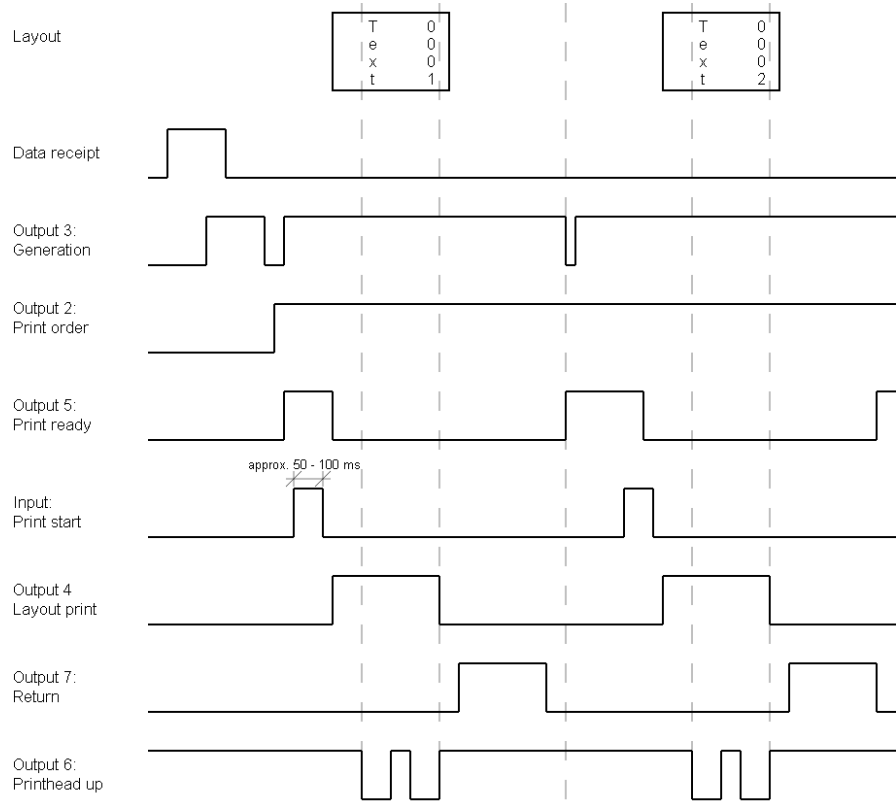 Layout
T 0
e 0
x 0
t 1
T 0
e 0
x 0
t 2
Data receipt
Output 3:
Generation
Output 2:
Print order
Output 5:
Print ready
approx. 50 - 100 ms
Input:
Print start
Output 4
Layout print
Output 7:
Return
Output 6:
Printhead up